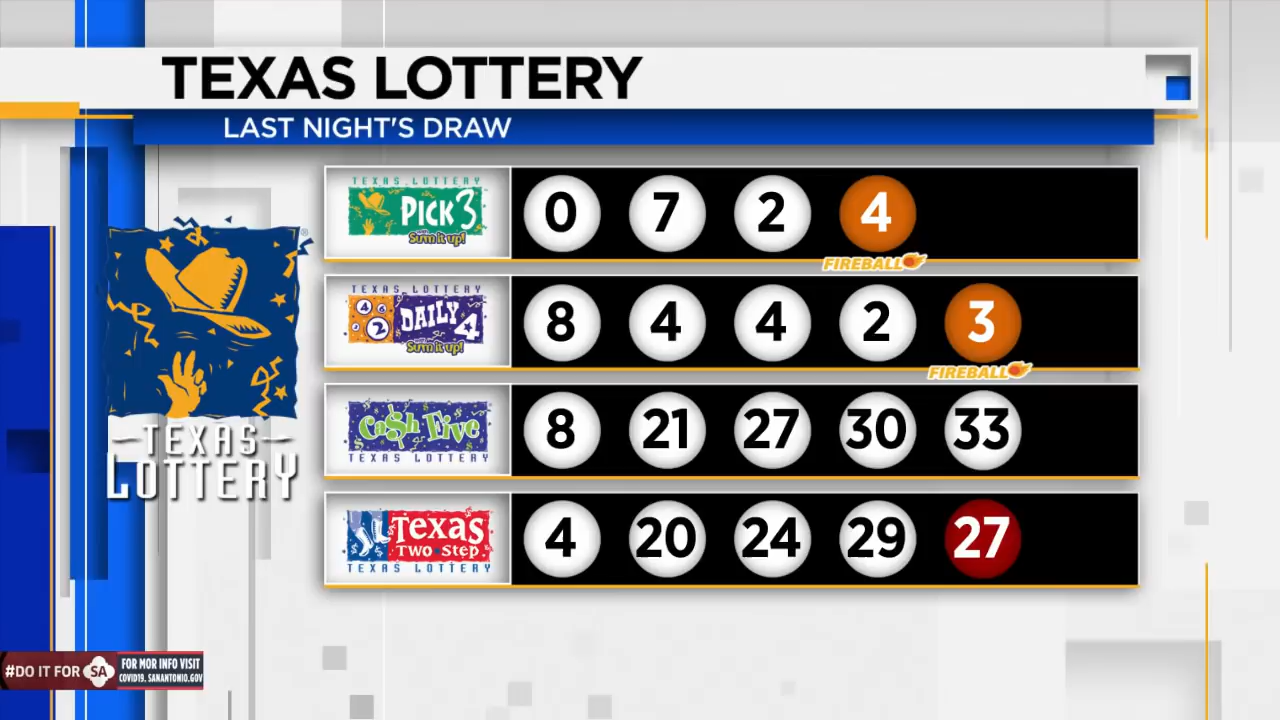 TEXAS LOTTERY
LAST NIGHT'S DRAW
TEXAS LOTTERY
PICK 3
Sum it up!
0 7 2 4
FIREBALL
TEXAS LOTTERY
DAILY 4
Sum it up!
8 4 4 2 3
FIREBALL
Ca$h Five
TEXAS LOTTERY
8 21 27 30 33
TEXAS
TWO STEP
TEXAS LOTTERY
4 20 24 29 27
TEXAS
LOTTERY
®
#DO IT FOR SA
FOR MOR INFO VISIT
COVID19. SANANTONIO.GOV